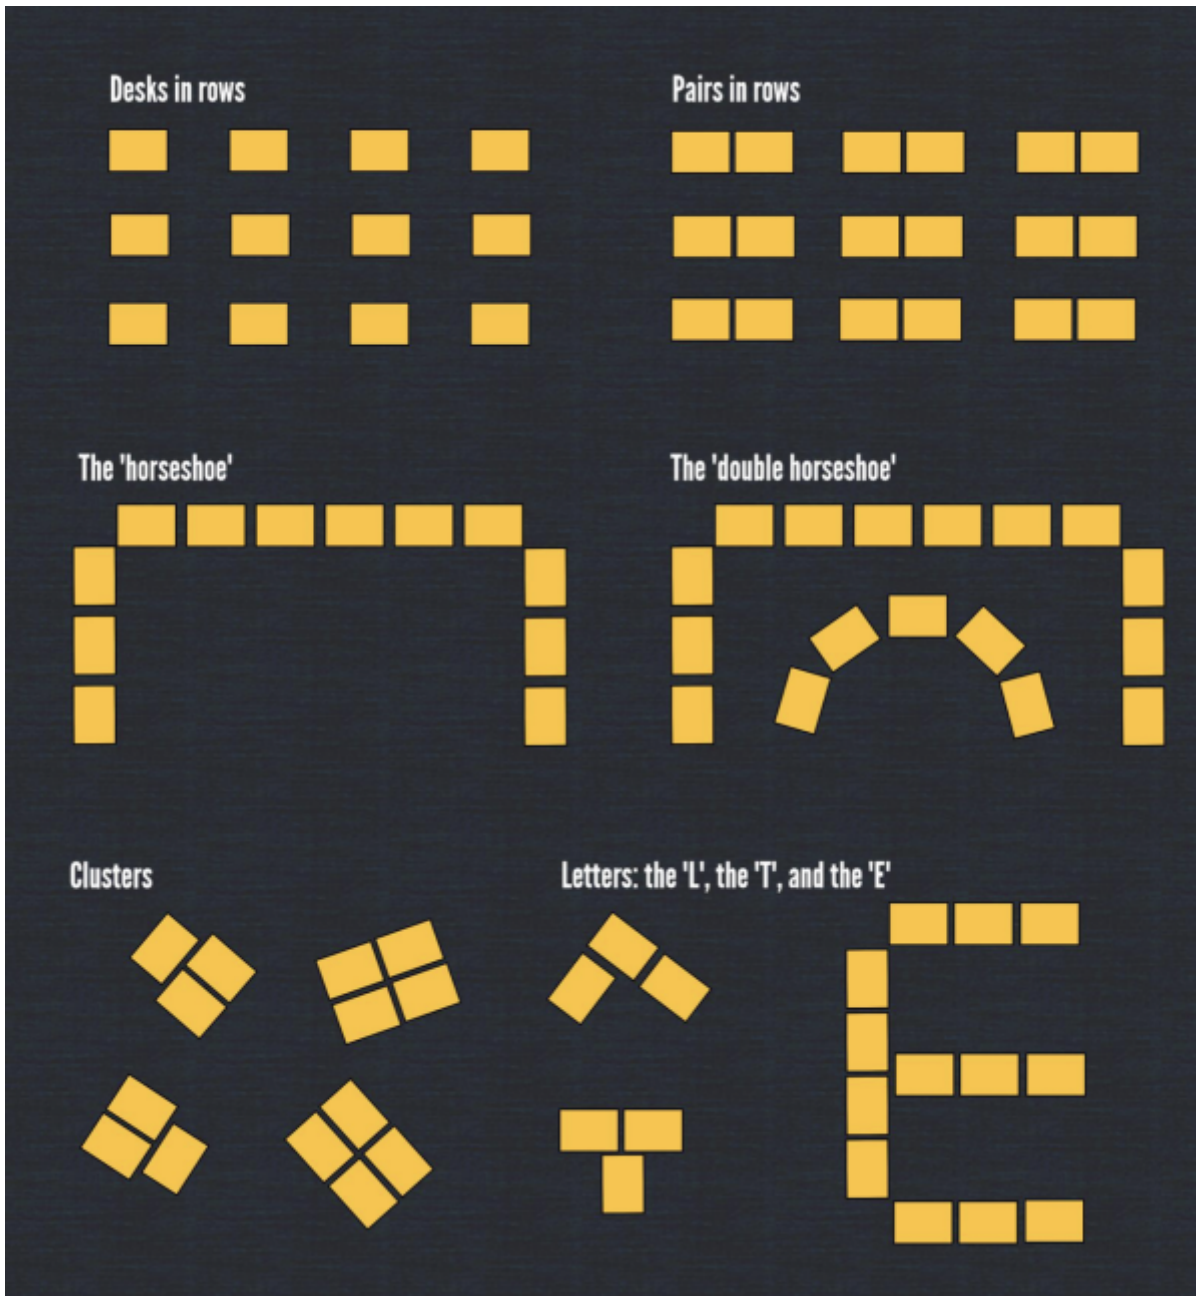 Desks in rows
Pairs in rows
The 'horseshoe'
The 'double horseshoe'
Clusters
Letters: the 'L', the 'T', and the 'E'